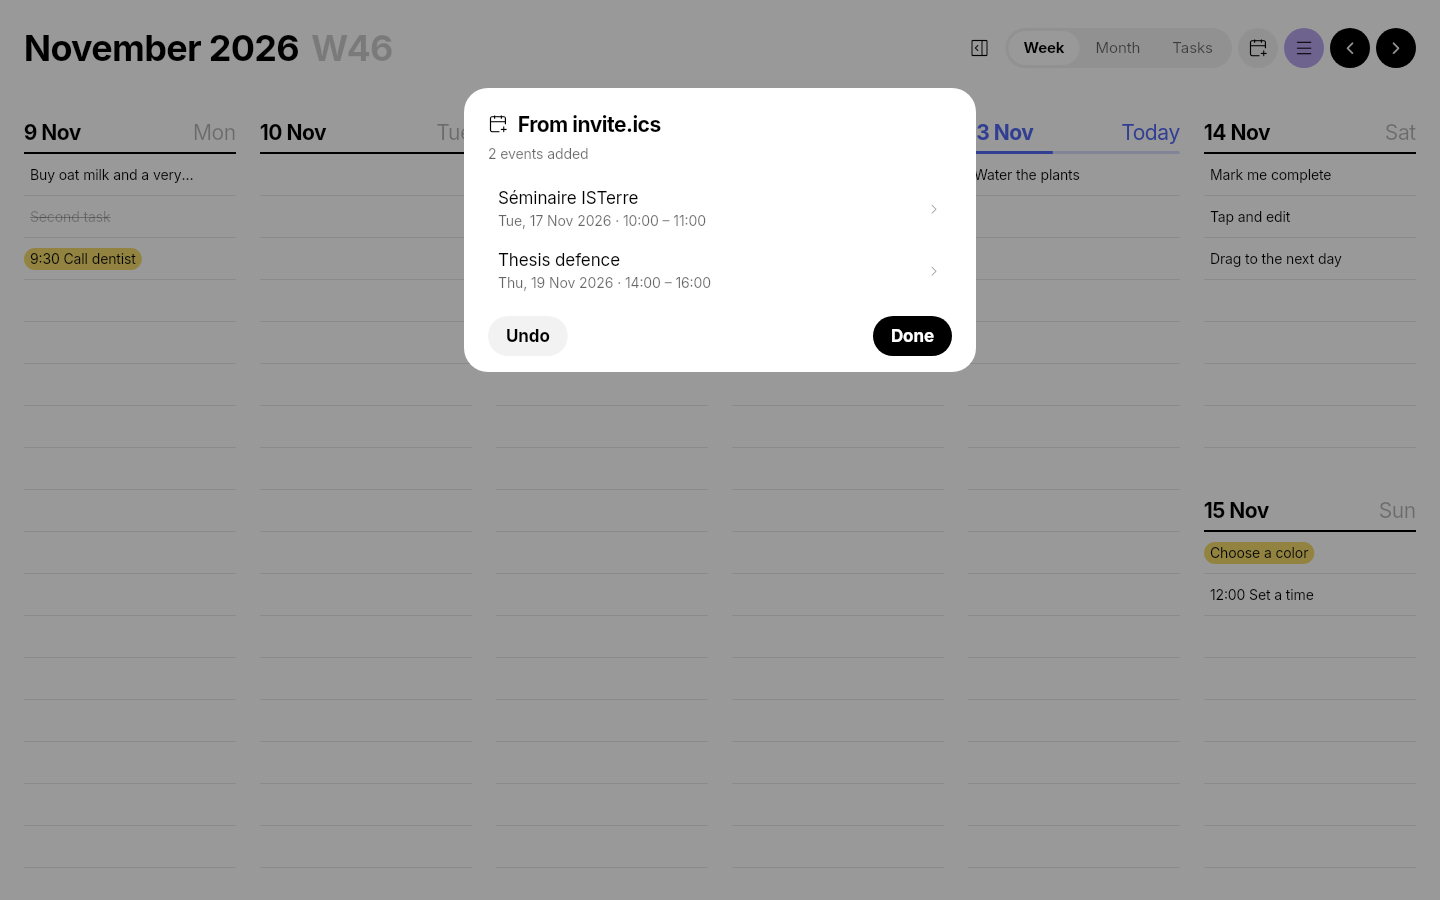 November 2026 W46
Week Month Tasks
9 Nov Mon
Buy oat milk and a very...
Second task
9:30 Call dentist
10 Nov Tue
From invite.ics
2 events added
Séminaire ISTerre
Tue, 17 Nov 2026 · 10:00 – 11:00
Thesis defence
Thu, 19 Nov 2026 · 14:00 – 16:00
Undo Done
3 Nov Today
Water the plants
14 Nov Sat
Mark me complete
Tap and edit
Drag to the next day
15 Nov Sun
Choose a color
12:00 Set a time